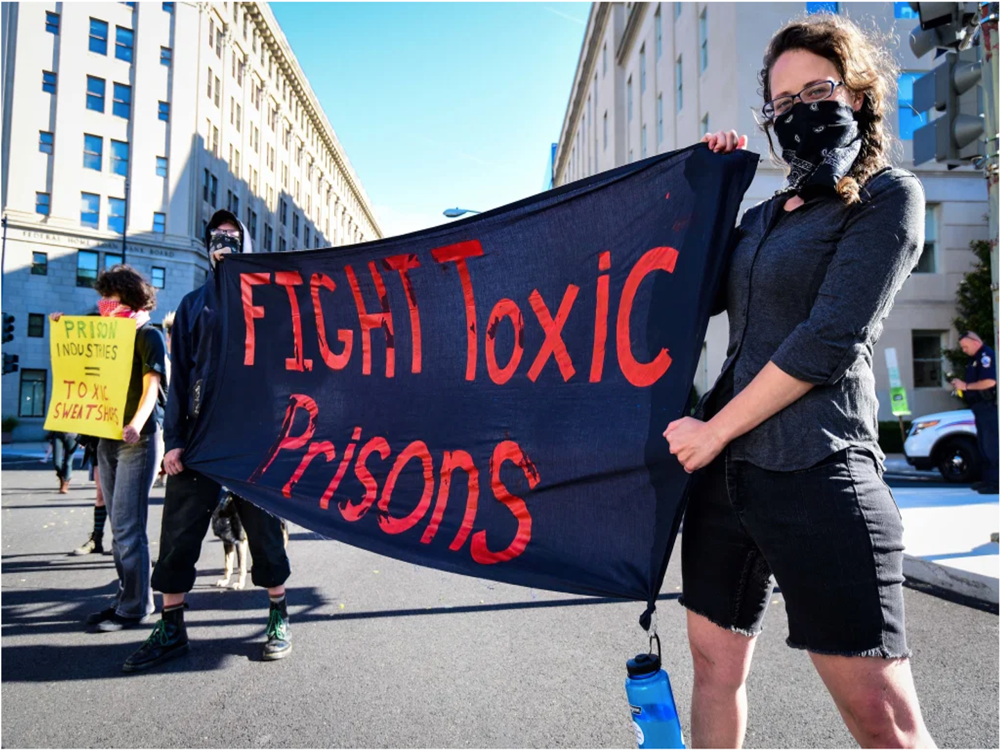 FEDERAL HOME LOAN BANK BOARD
PRISON
INDUSTRIES
=
TOXIC
SWEATSHOPS
FIGHT Toxic
Prisons